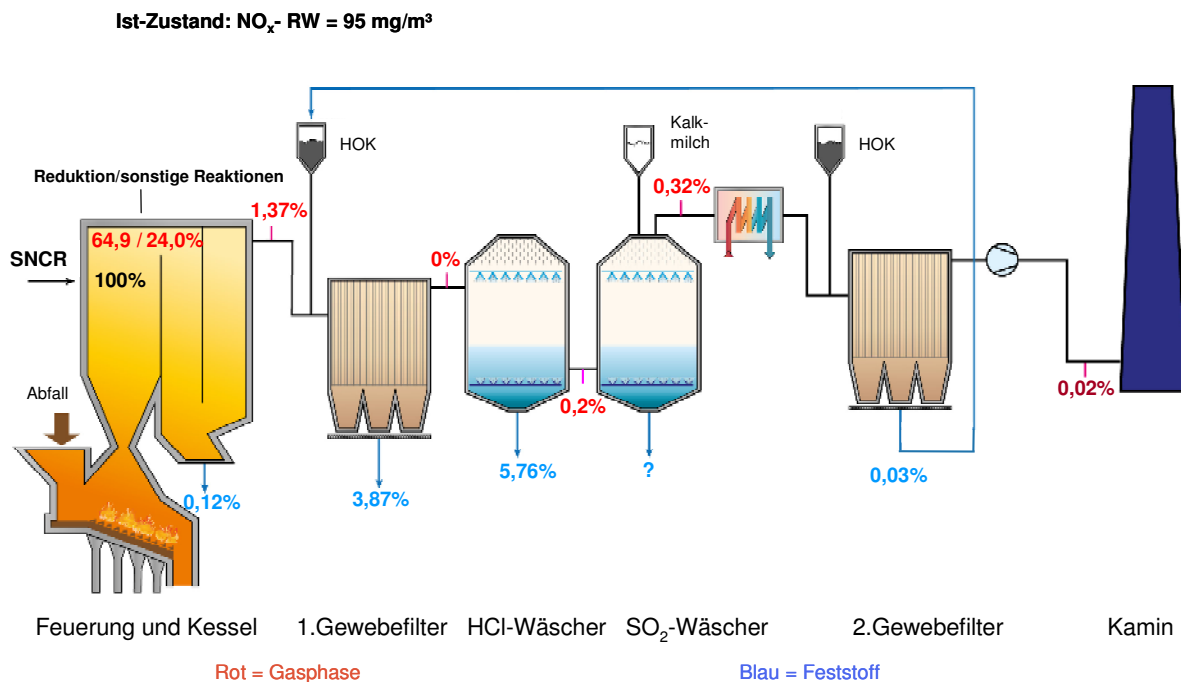 Ist-Zustand: NOx- RW = 95 mg/m³
HOK
Kalk-
milch
HOK
Reduktion/sonstige Reaktionen
1,37%
0,32%
64,9 / 24,0%
SNCR
100%
0%
Abfall
0,2%
0,02%
0,12%
3,87%
5,76%
?
0,03%
Feuerung und Kessel
1.Gewebefilter
HCl-Wäscher
SO2-Wäscher
2.Gewebefilter
Kamin
Rot = Gasphase
Blau = Feststoff